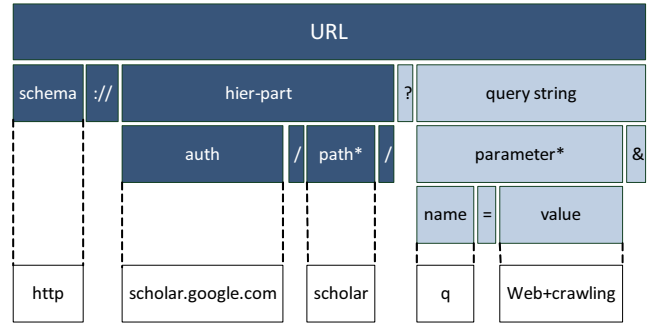 URL
schema :// hier-part ? query string
auth / path* / parameter* &
name = value
http scholar.google.com scholar q Web+crawling